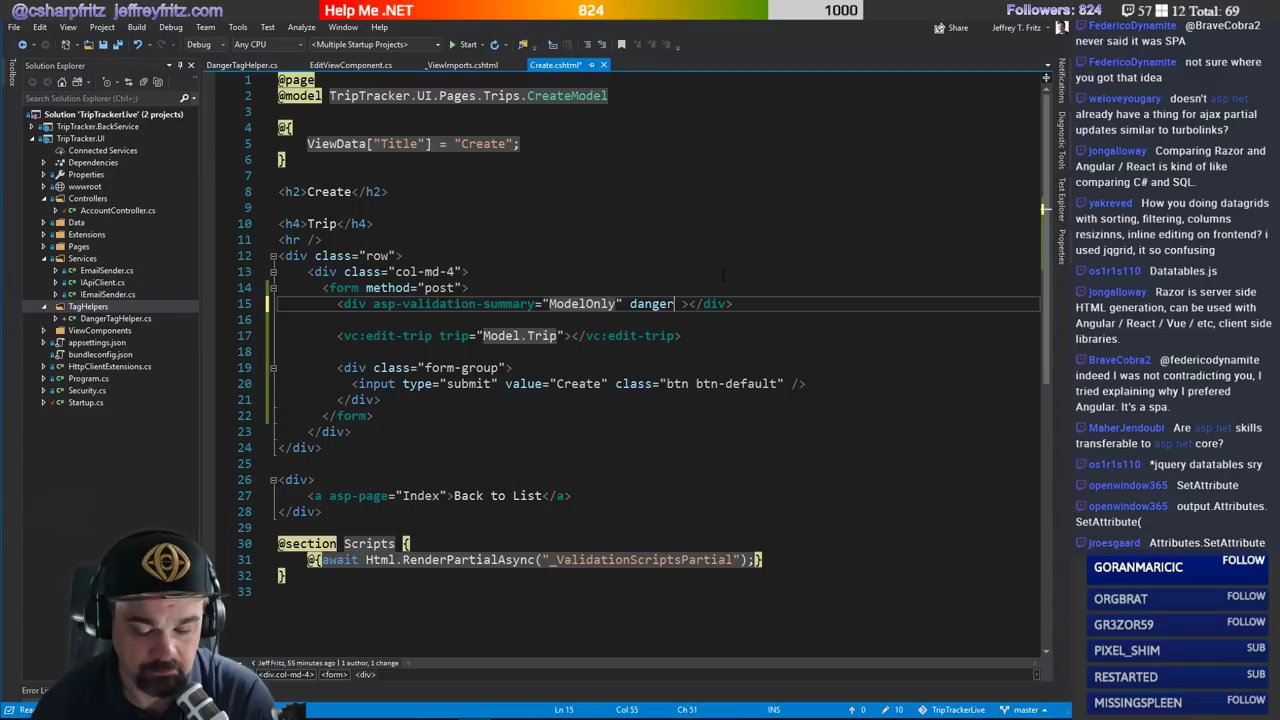 @csharpfritz jeffreyfritz.com
Help Me .NET
824
1000
Followers: 824
57 12 Total: 69
File Edit View Project Build Debug Team Tools Test Analyze Window Help
Jeffrey T. Fritz
Debug Any CPU <Multiple Startup Projects> Start
Share
Toolbox
Solution Explorer
Search Solution Explorer (Ctrl+;)
Solution 'TripTrackerLive' (2 projects)
TripTracker.BackService
TripTracker.UI
Connected Services
Dependencies
Properties
wwwroot
Controllers
AccountController.cs
Data
Extensions
Pages
Services
EmailSender.cs
IApiClient.cs
IEmailSender.cs
TagHelpers
DangerTagHelper.cs
ViewComponents
appsettings.json
bundleconfig.json
HttpClientExtensions.cs
Program.cs
Security.cs
Startup.cs
DangerTagHelper.cs EditViewComponent.cs _ViewImports.cshtml Create.cshtml*
1 @page
2 @model TripTracker.UI.Pages.Trips.CreateModel
3
4 @{
5 ViewData["Title"] = "Create";
6 }
7
8 <h2>Create</h2>
9
10 <h4>Trip</h4>
11 <hr />
12 <div class="row">
13 <div class="col-md-4">
14 <form method="post">
15 <div asp-validation-summary="ModelOnly" danger ></div>
16
17 <vc:edit-trip trip="Model.Trip"></vc:edit-trip>
18
19 <div class="form-group">
20 <input type="submit" value="Create" class="btn btn-default" />
21 </div>
22 </form>
23 </div>
24 </div>
25
26 <div>
27 <a asp-page="Index">Back to List</a>
28 </div>
29
30 @section Scripts {
31 @{await Html.RenderPartialAsync("_ValidationScriptsPartial");}
32 }
33
Jeff Fritz, 55 minutes ago | 1 author, 1 change
<div.col-md-4> <form> <div>
Error Lis
Ln 15 Col 55 Ch 51 INS 0 10 TripTrackerLive master
Notifications
Diagnostic Tools
Team Explorer
Test Explorer
Properties
FedericoDynamite: @BraveCobra2
never said it was SPA
FedericoDynamite: not sure where
you got that idea
weloveyougary: doesn't asp net
already have a thing for ajax partial
updates similar to turbolinks?
jongalloway: Comparing Razor and
Angular / React is kind of like
comparing C# and SQL.
yakreved: How you doing datagrids
with sorting, filtering, columns
resizinns, inline editing on frontend? i
i used jqgrid, it so confusing
os1r1s110: Datatables.js
jongalloway: Razor is server side
HTML generation, can be used with
Angular / React / Vue / etc, client side
libraries.
BraveCobra2: @federicodynamite
indeed I was not contradicting you, I
tried explaining why I prefered
Angular. It's a spa.
MaherJendoubi: Are asp net skills
transferable to asp net core?
os1r1s110: *jquery datatables sry
openwindow365: SetAttribute
openwindow365: output.Attributes.
SetAttribute(
jroesgaard: Attributes.SetAttribute
GORANMARICIC FOLLOW
ORGBRAT FOLLOW
GR3ZOR59 FOLLOW
PIXEL_SHIM SUB
RESTARTED SUB
MISSINGSPLEEN FOLLOW